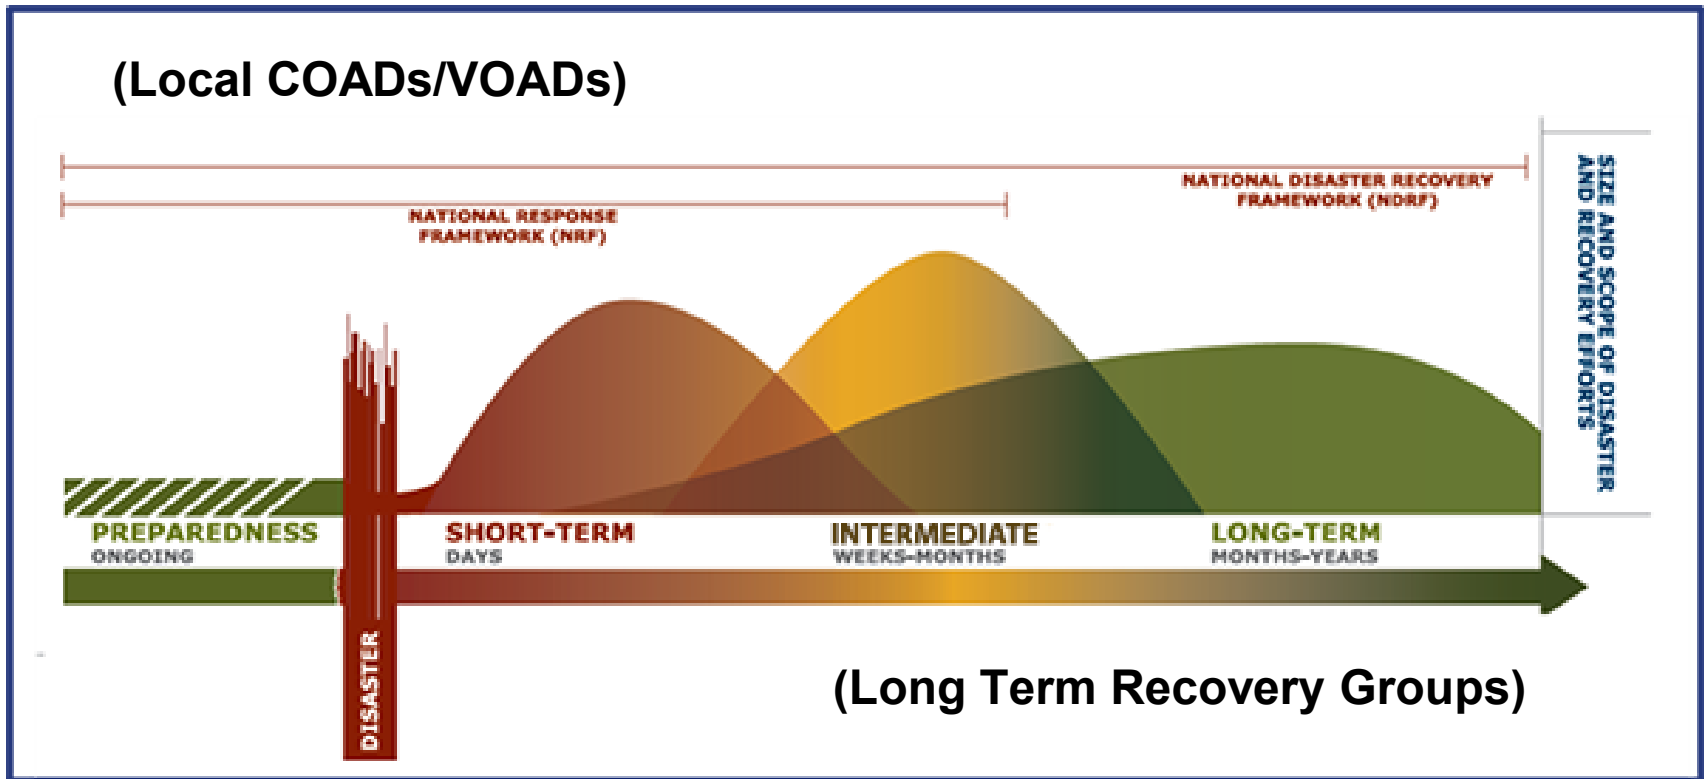 (Local COADs/VOADs)
NATIONAL DISASTER RECOVERY
FRAMEWORK (NDRF)
NATIONAL RESPONSE
FRAMEWORK (NRF)
SIZE AND SCOPE OF DISASTER
AND RECOVERY EFFORTS
PREPAREDNESS
ONGOING
SHORT-TERM
DAYS
INTERMEDIATE
WEEKS-MONTHS
LONG-TERM
MONTHS-YEARS
DISASTER
(Long Term Recovery Groups)